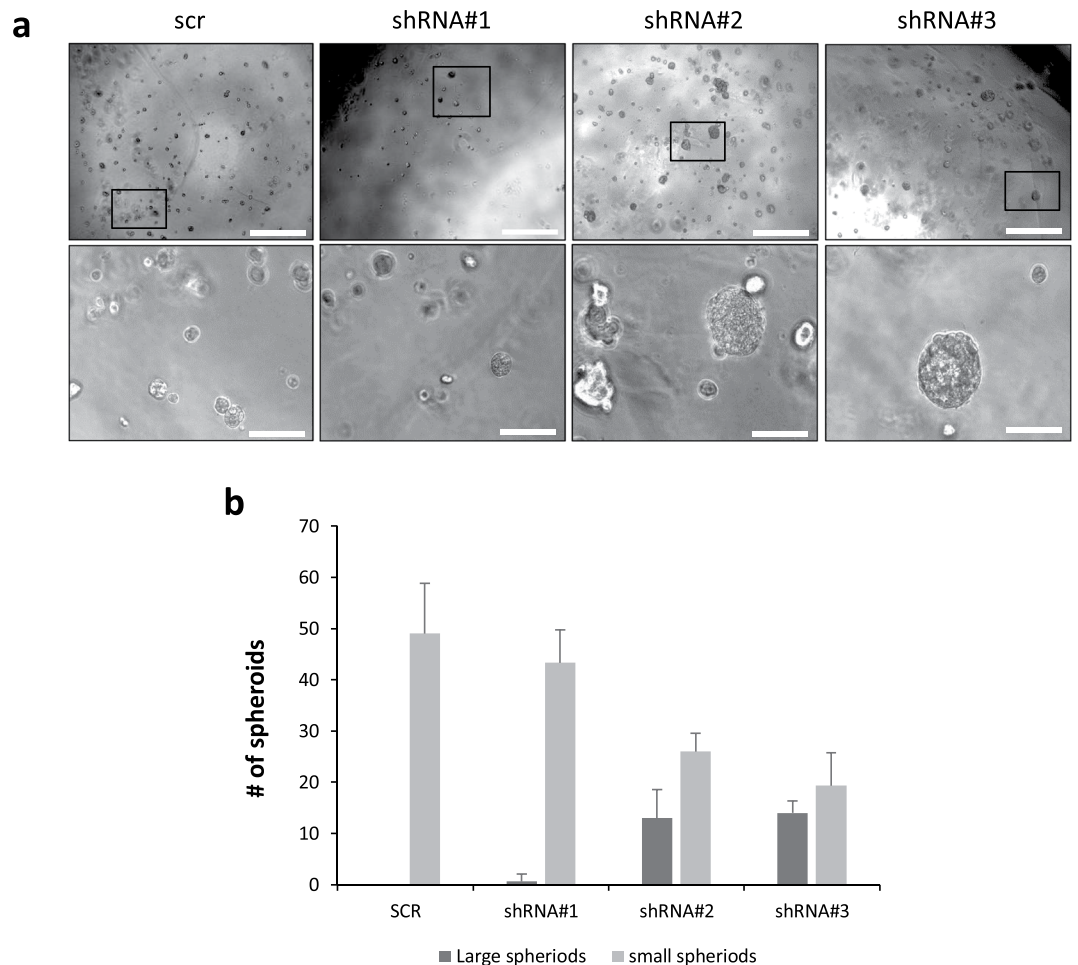 a
scr shRNA#1 shRNA#2 shRNA#3
b
70
60
50
40
30
20
10
0
# of spheroids
SCR shRNA#1 shRNA#2 shRNA#3
Large spheriods small spheriods